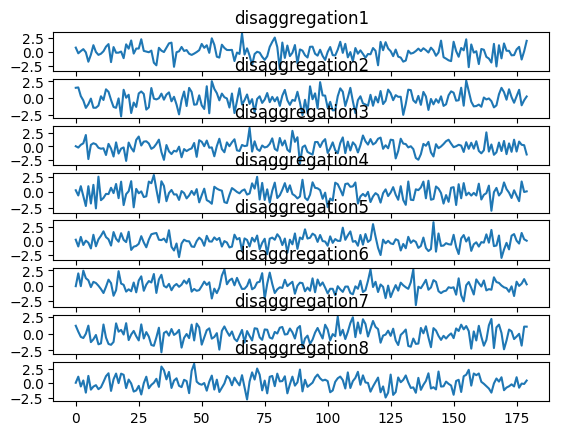 disaggregation1
2.5
0.0
−2.5
disaggregation2
2.5
0.0
−2.5
disaggregation3
2.5
0.0
−2.5
disaggregation4
2.5
0.0
−2.5
disaggregation5
2.5
0.0
−2.5
disaggregation6
2.5
0.0
−2.5
disaggregation7
2.5
0.0
−2.5
disaggregation8
2.5
0.0
−2.5
0 25 50 75 100 125 150 175